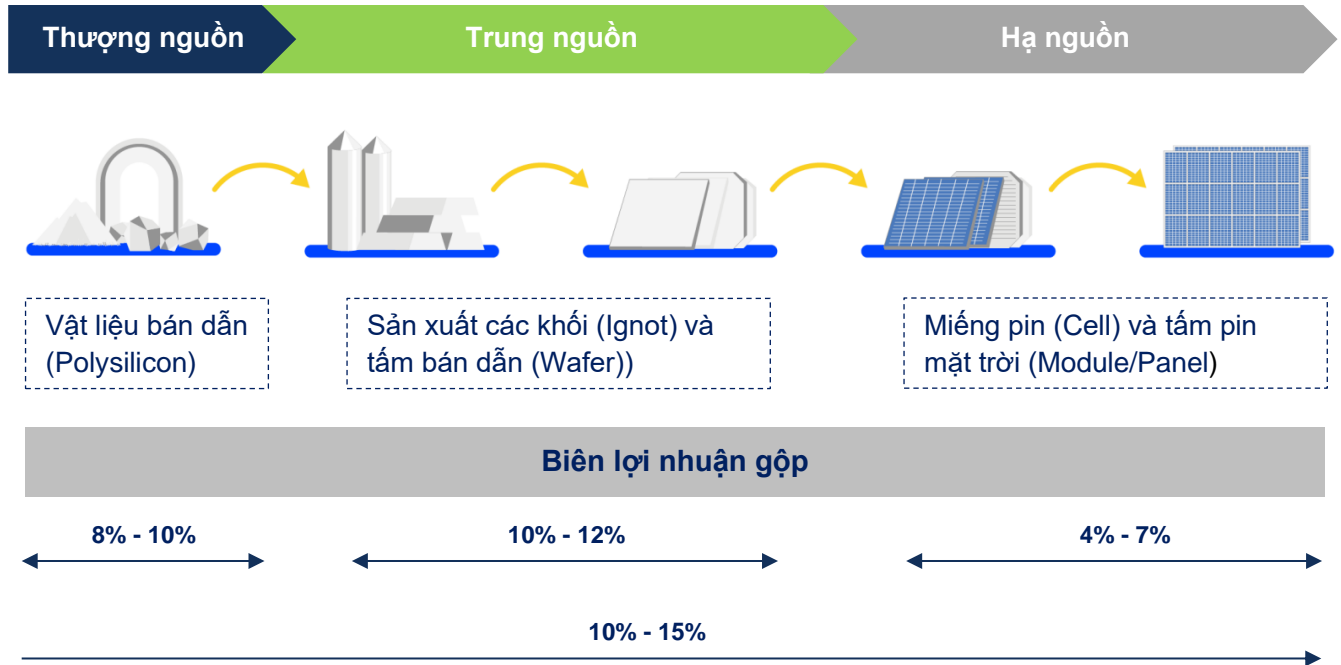 Thượng nguồn
Trung nguồn
Hạ nguồn
Vật liệu bán dẫn
(Polysilicon)
Sản xuất các khối (Ignot) và
tấm bán dẫn (Wafer))
Miếng pin (Cell) và tấm pin
mặt trời (Module/Panel)
Biên lợi nhuận gộp
8% - 10%
10% - 12%
4% - 7%
10% - 15%